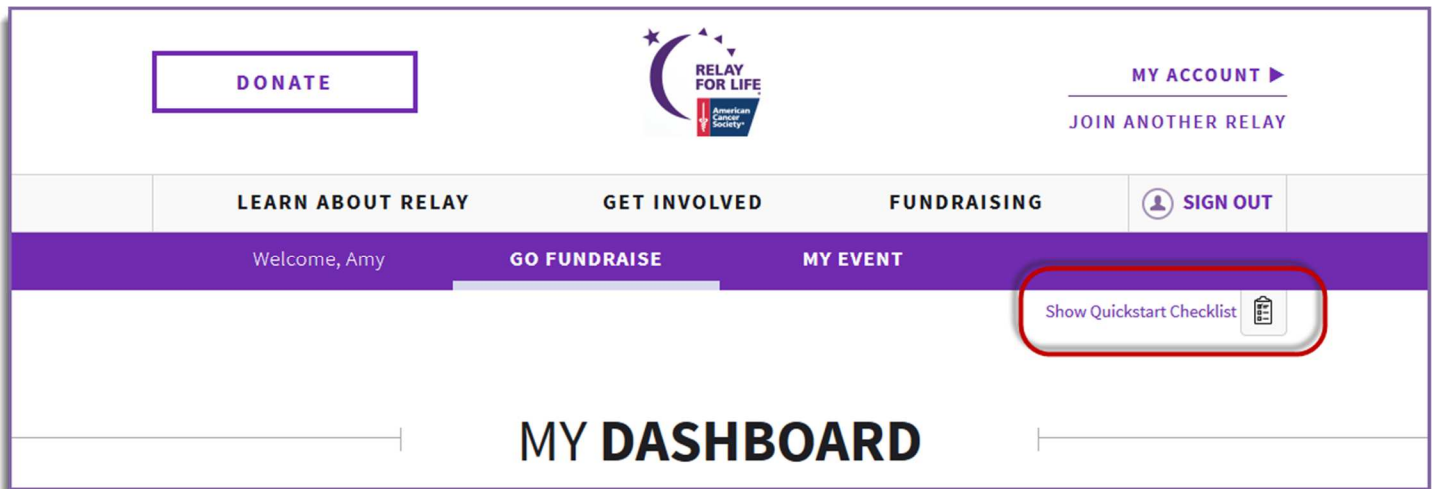 DONATE
RELAY
FOR LIFE
American
Cancer
Society®
MY ACCOUNT ▶
JOIN ANOTHER RELAY
LEARN ABOUT RELAY
GET INVOLVED
FUNDRAISING
SIGN OUT
Welcome, Amy
GO FUNDRAISE
MY EVENT
Show Quickstart Checklist
MY DASHBOARD